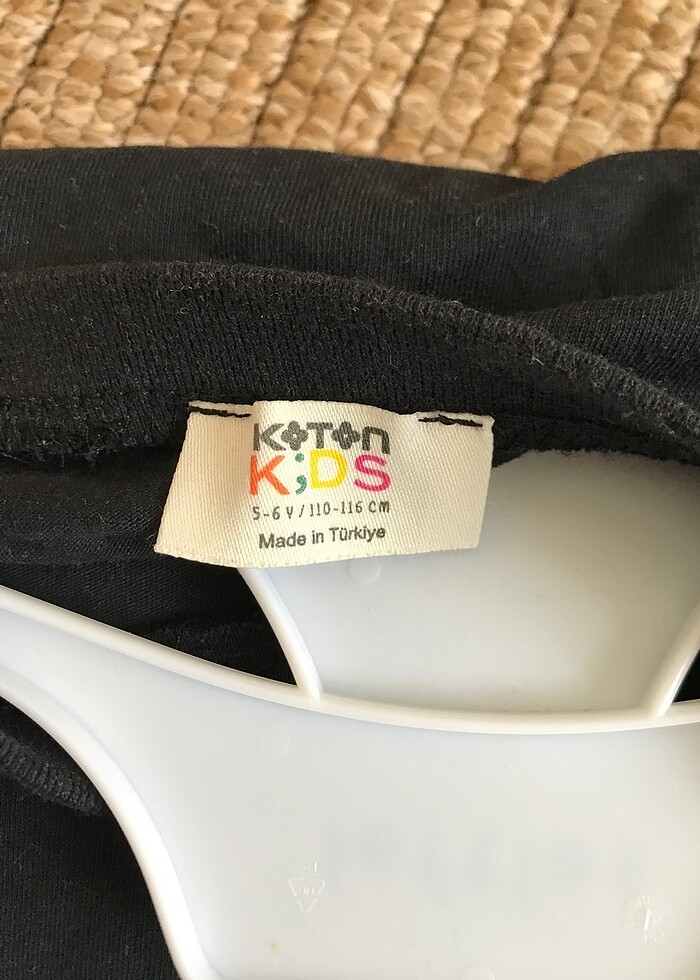 KOTON
K;DS
5-6 Y / 110-116 CM
Made in Türkiye